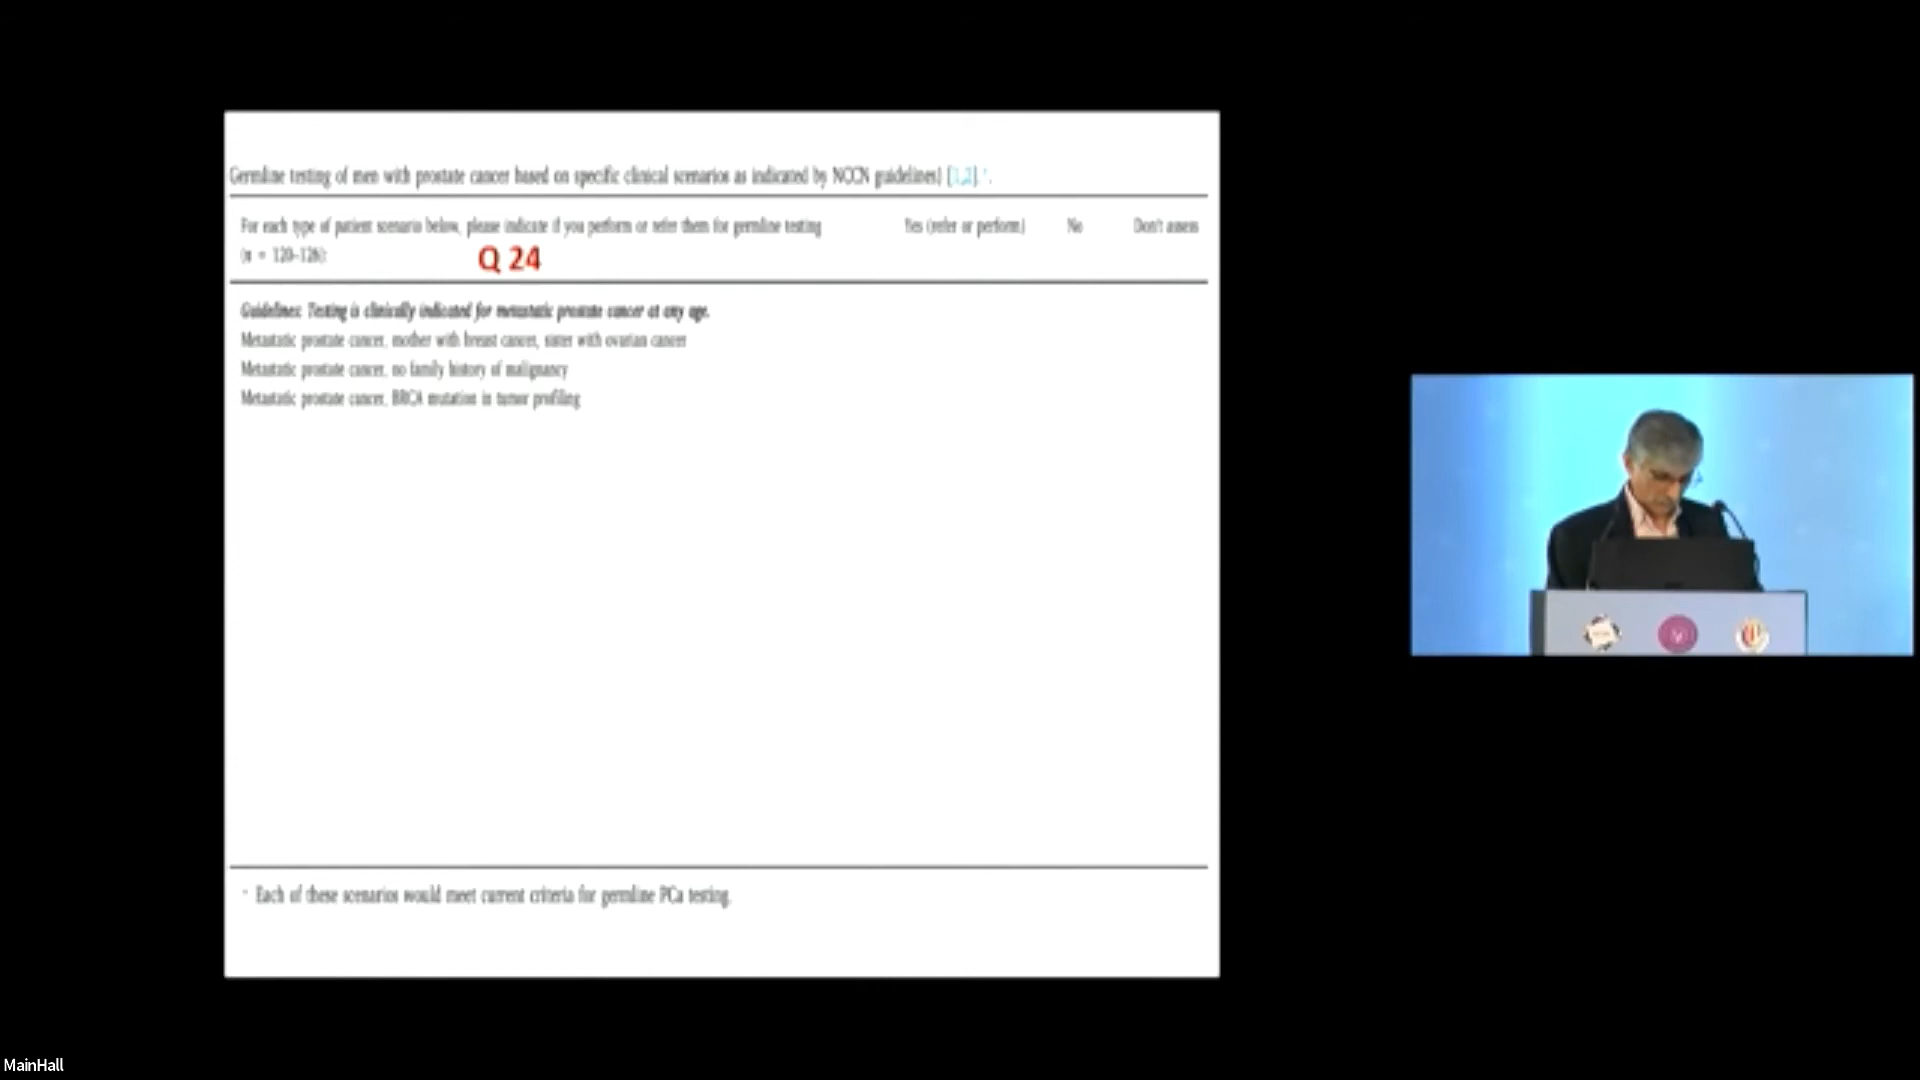 Germline testing of men with prostate cancer based on specific clinical scenarios as indicated by NCCN guidelines) [1,2] *.
For each type of patient scenario below, please indicate if you perform or refer them for germline testing
(n = 120–126):
Yes (refer or perform)
No
Don't assess
Q 24
Guidelines: Testing is clinically indicated for metastatic prostate cancer at any age.
Metastatic prostate cancer, mother with breast cancer, sister with ovarian cancer
Metastatic prostate cancer, no family history of malignancy
Metastatic prostate cancer, BRCA mutation in tumor profiling
* Each of these scenarios would meet current criteria for germline PCa testing.
MainHall